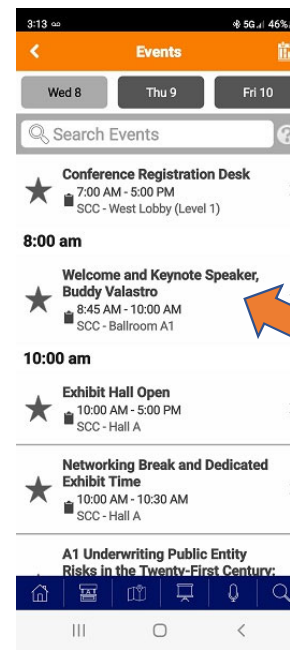 3:13
5G 46%
Events
Wed 8
Thu 9
Fri 10
Search Events
Conference Registration Desk
7:00 AM - 5:00 PM
SCC - West Lobby (Level 1)
8:00 am
Welcome and Keynote Speaker,
Buddy Valastro
8:45 AM - 10:00 AM
SCC - Ballroom A1
10:00 am
Exhibit Hall Open
10:00 AM - 5:00 PM
SCC - Hall A
Networking Break and Dedicated
Exhibit Time
10:00 AM - 10:30 AM
SCC - Hall A
A1 Underwriting Public Entity
Risks in the Twenty-First Century: